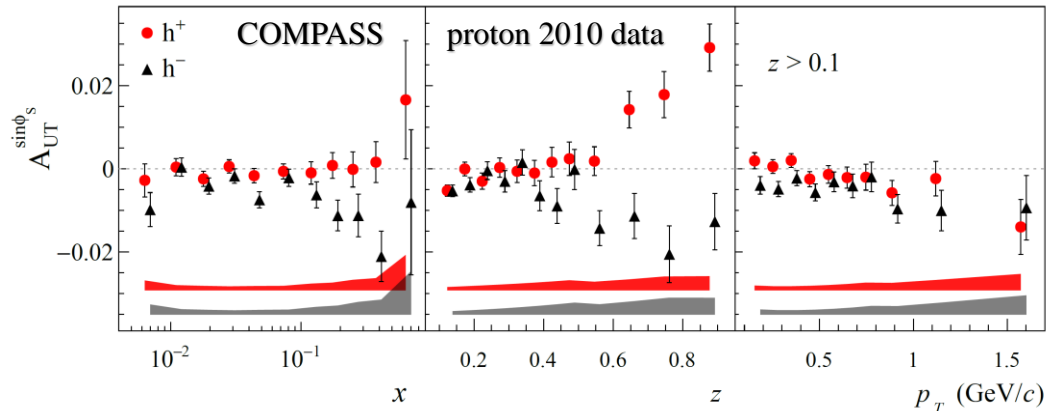 COMPASS
proton 2010 data
h+
h−
z > 0.1
A_UT^sinϕ_S
0.02
0
−0.02
10^−2
10^−1
x
0.2
0.4
0.6
0.8
z
0.5
1
1.5
p_T (GeV/c)